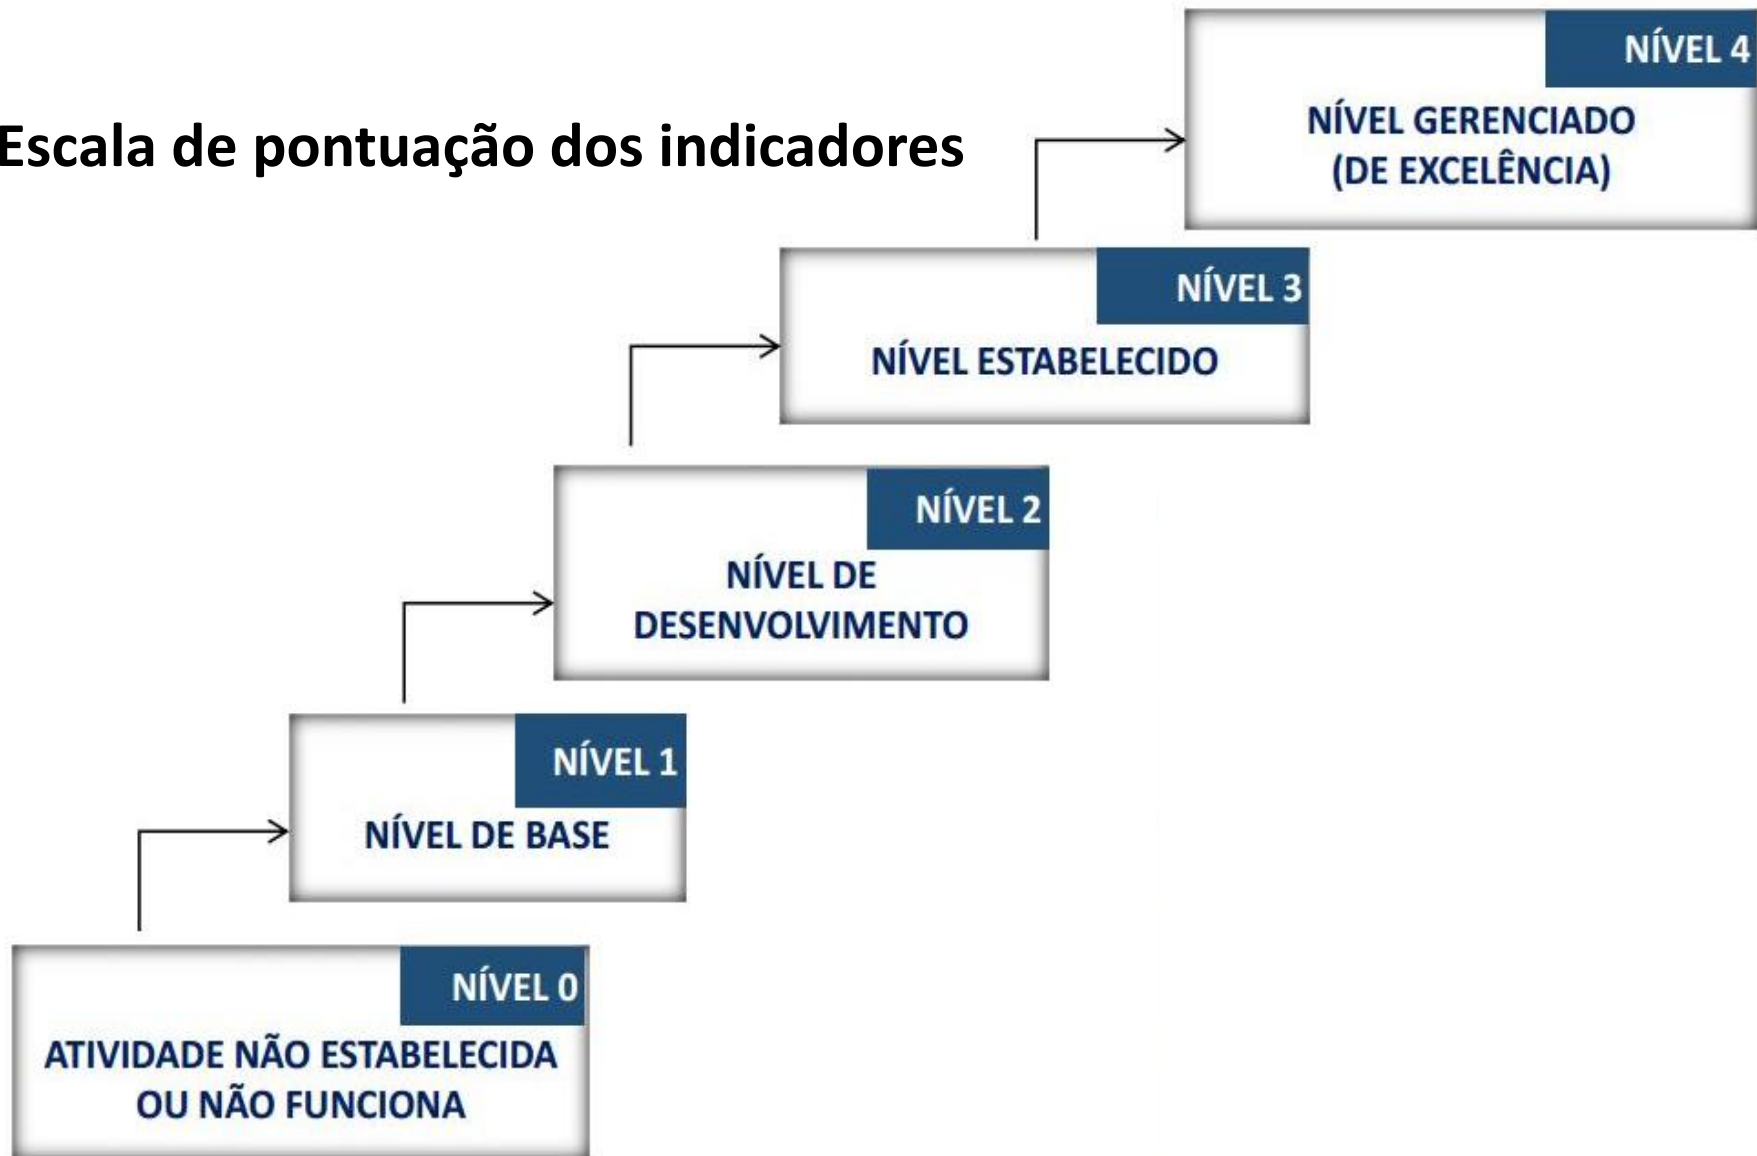 Escala de pontuação dos indicadores
NÍVEL 4
NÍVEL GERENCIADO
(DE EXCELÊNCIA)
NÍVEL 3
NÍVEL ESTABELECIDO
NÍVEL 2
NÍVEL DE
DESENVOLVIMENTO
NÍVEL 1
NÍVEL DE BASE
NÍVEL 0
ATIVIDADE NÃO ESTABELECIDA
OU NÃO FUNCIONA